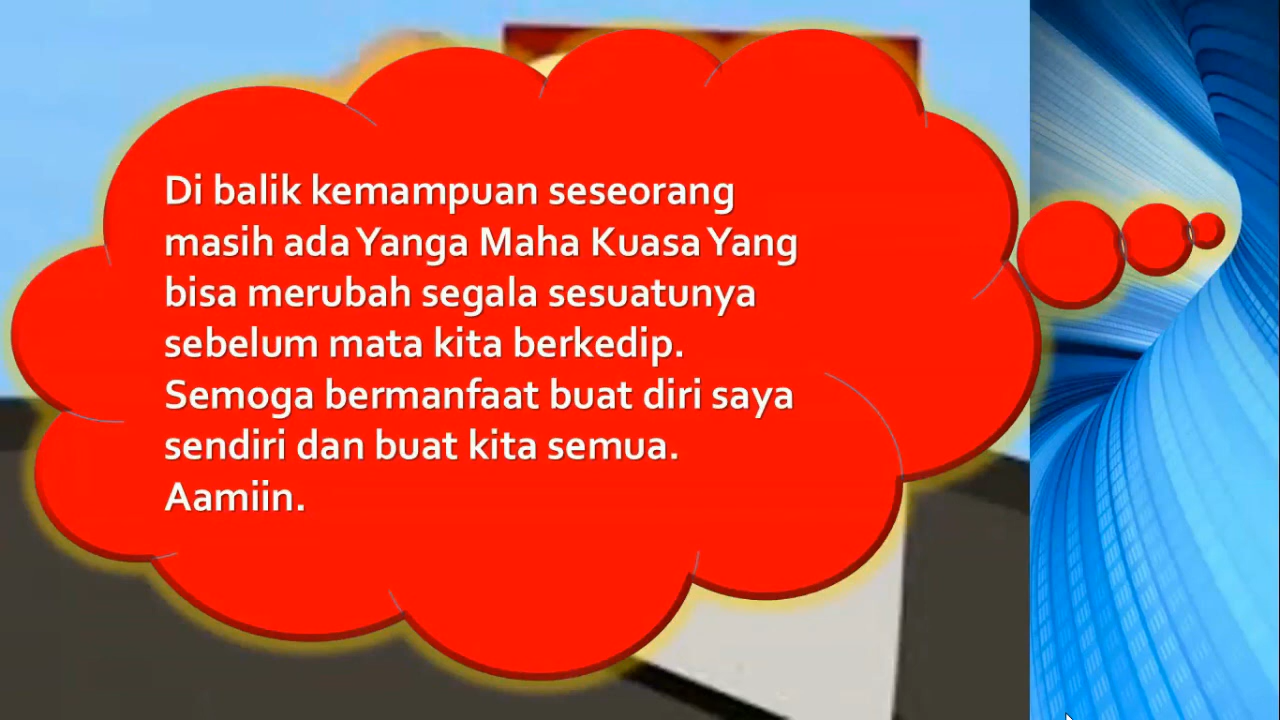 Di balik kemampuan seseorang
masih ada Yanga Maha Kuasa Yang
bisa merubah segala sesuatunya
sebelum mata kita berkedip.
Semoga bermanfaat buat diri saya
sendiri dan buat kita semua.
Aamiin.